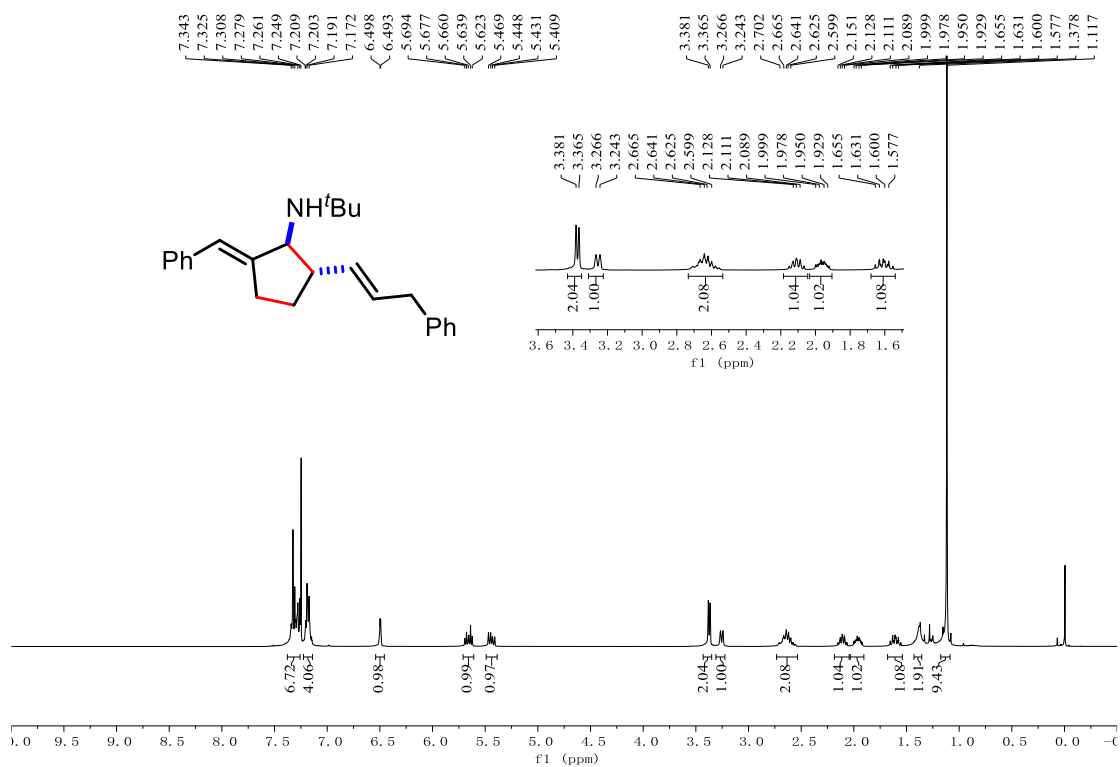 7.343 7.325 7.308 7.279 7.261 7.249 7.209 7.203 7.191 7.172 6.498 6.493 5.694 5.677 5.660 5.639 5.623 5.469 5.448 5.431 5.409 3.381 3.365 3.266 3.243 2.702 2.665 2.641 2.625 2.599 2.151 2.128 2.111 2.089 1.999 1.978 1.950 1.929 1.655 1.631 1.600 1.577 1.378 1.117
3.381 3.365 3.266 3.243 2.665 2.641 2.625 2.599 2.128 2.111 2.089 1.999 1.978 1.950 1.929 1.655 1.631 1.600 1.577
NHᵗBu
Ph
Ph
2.04 1.00 2.08 1.04 1.02 1.08
3.6 3.4 3.2 3.0 2.8 2.6 2.4 2.2 2.0 1.8 1.6
f1 (ppm)
6.72 4.06 0.98 0.99 0.97 2.04 1.00 2.08 1.04 1.02 1.08 1.91 9.43
0.0 9.5 9.0 8.5 8.0 7.5 7.0 6.5 6.0 5.5 5.0 4.5 4.0 3.5 3.0 2.5 2.0 1.5 1.0 0.5 0.0 -0
f1 (ppm)